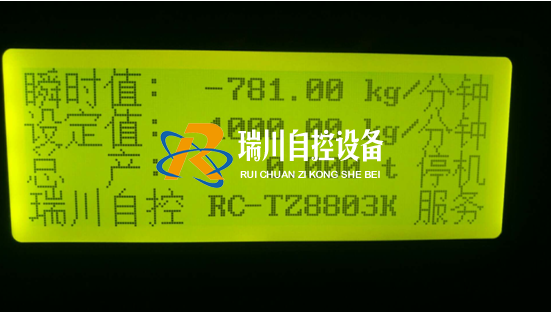 瞬时值： -781.00 kg/分钟
设定值： 1000.00 kg/分钟
总 产： 0.000 t 停机
瑞川自控 RC-TZ8803K 服务
瑞川自控设备
RUI CHUAN ZI KONG SHE BEI